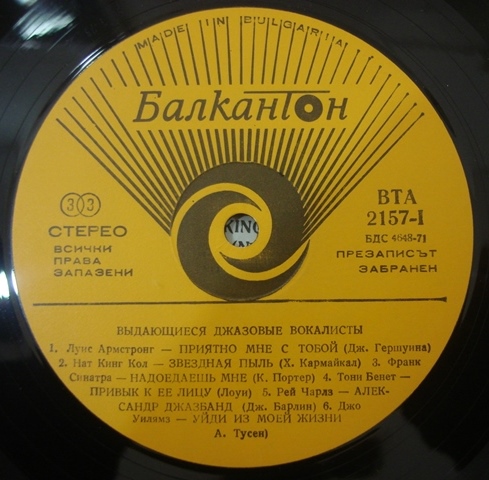 MADE IN BULGARIA
Балкантон
33
СТЕРЕО
ВСИЧКИ
ПРАВА
ЗАПАЗЕНИ
KING
ВТА
2157-I
БДС 4648-71
ПРЕЗАПИСЪТ
ЗАБРАНЕН
ВЫДАЮЩИЕСЯ ДЖАЗОВЫЕ ВОКАЛИСТЫ
1. Луис Армстронг — ПРИЯТНО МНЕ С ТОБОЙ (Дж. Гершуина)
2. Нат Кинг Кол — ЗВЕЗДНАЯ ПЫЛЬ (Х. Кармайкал) 3. Франк
Синатра — НАДОЕДАЕШЬ МНЕ (К. Портер) 4. Тони Бенет —
ПРИВЫК К ЕЕ ЛИЦУ (Лоуи) 5. Рей Чарлз — АЛЕК-
САНДР ДЖАЗБАНД (Дж. Барлин) 6. Джо
Уилямз — УЙДИ ИЗ МОЕЙ ЖИЗНИ
А. Тусен)